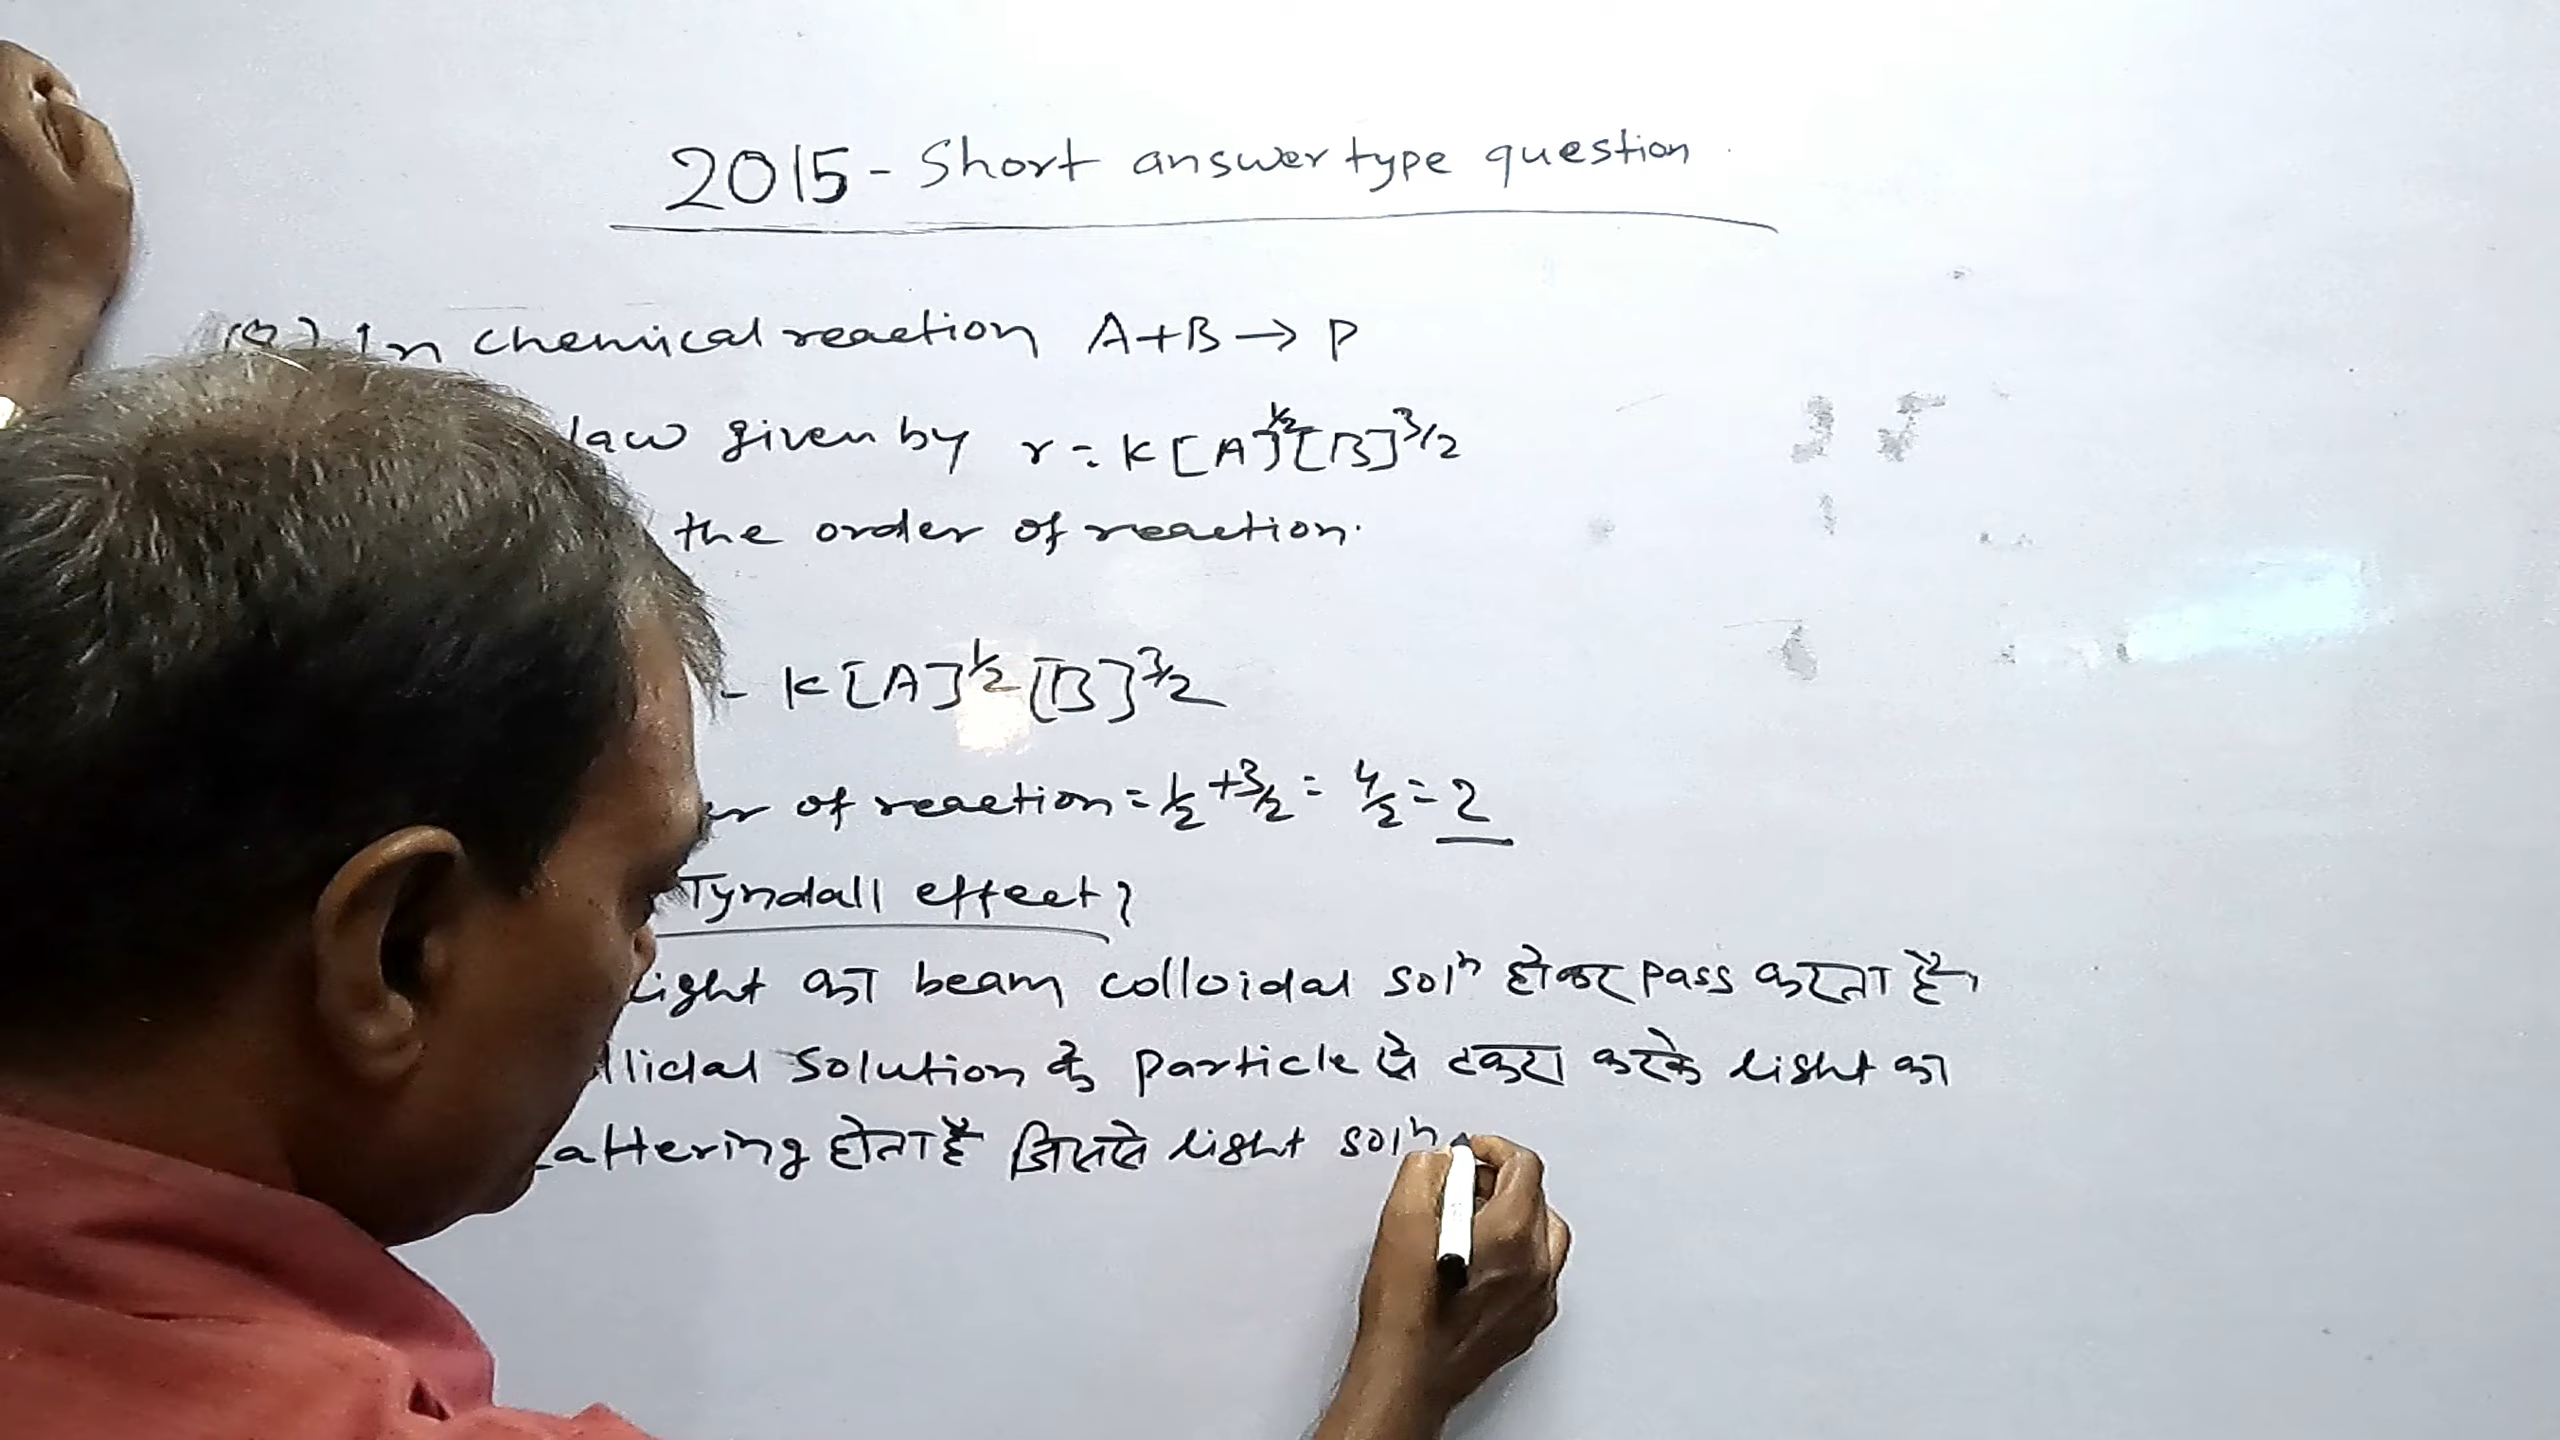 2015 - Short answer type question
(Q) In chemical reaction A+B → P
law given by r = K[A]^1/2[B]^3/2
the order of reaction.
- K[A]^1/2 [B]^3/2
of reaction = 1/2 + 3/2 = 4/2 = 2
Tyndall effect?
Light का beam colloidal solⁿ होकर pass करता है
llidal solution के particle से टकरा करके light का
attering होता है जिससे light solⁿ